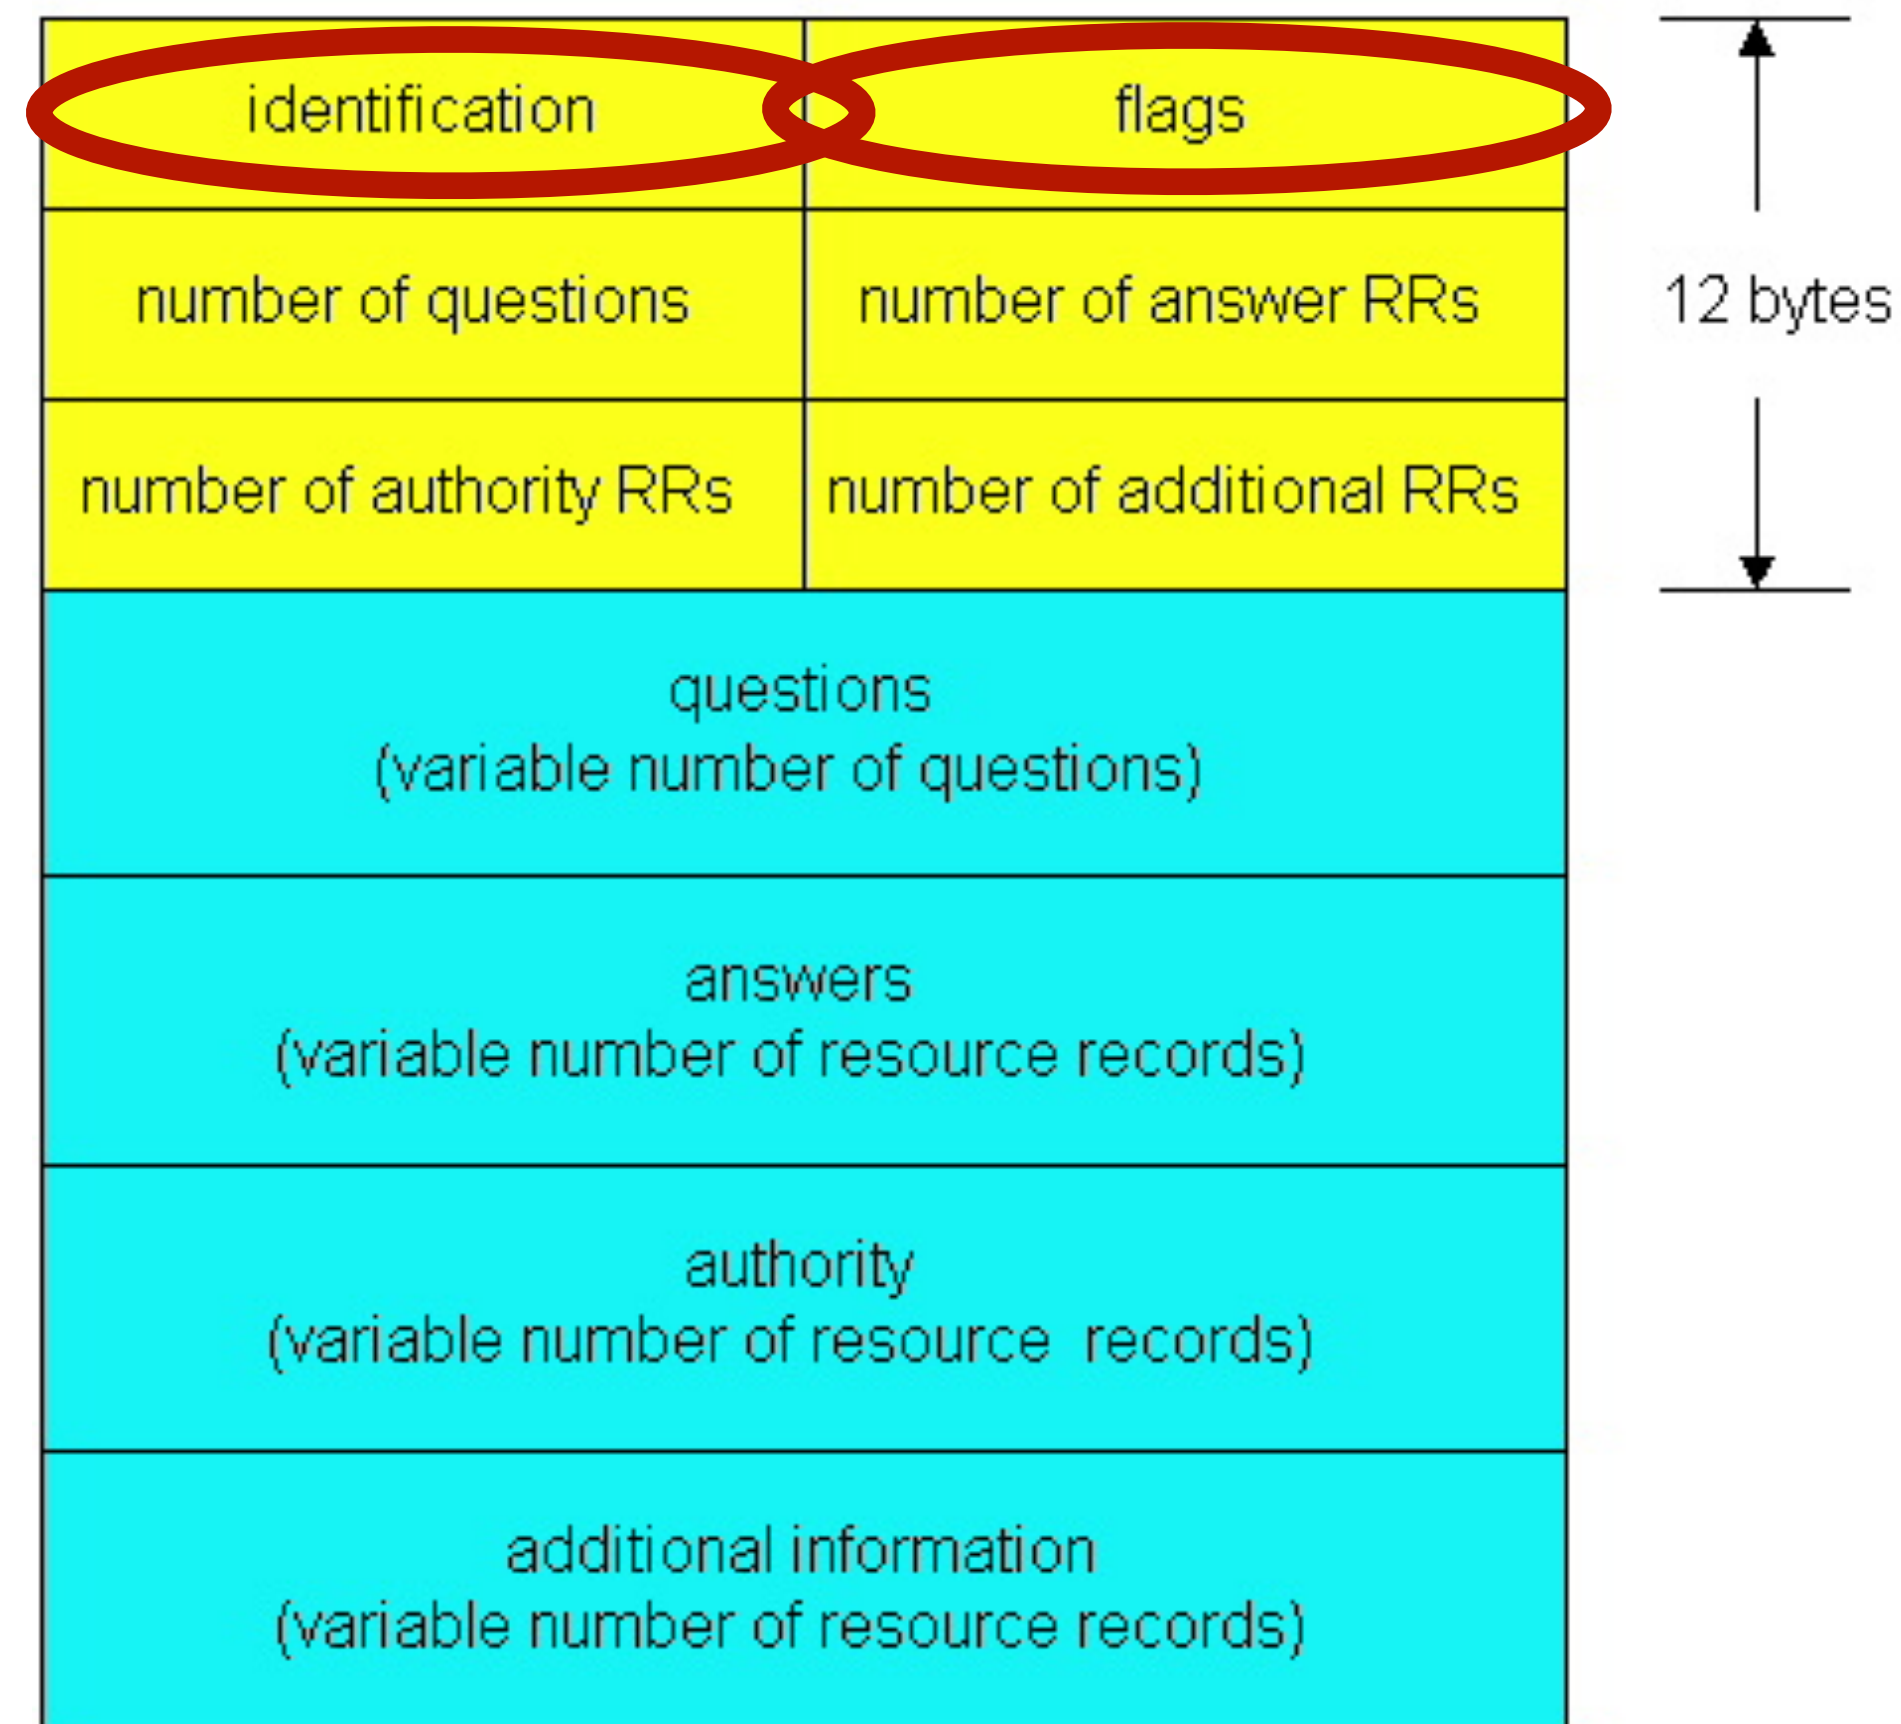 identification
flags
number of questions
number of answer RRs
12 bytes
number of authority RRs
number of additional RRs
questions
(variable number of questions)
answers
(variable number of resource records)
authority
(variable number of resource records)
additional information
(variable number of resource records)